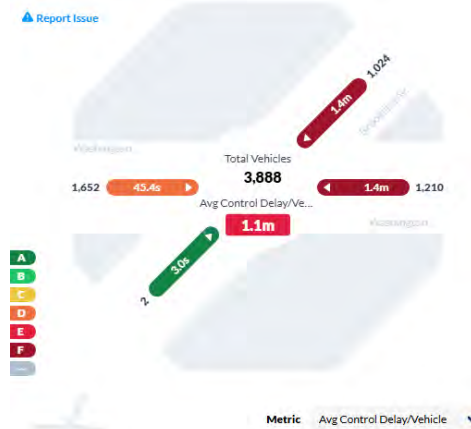 Report Issue
1,024
1.4m
Total Vehicles
3,888
1,652
45.4s
1.4m
1,210
Avg Control Delay/Ve...
1.1m
3.0s
2
A
B
C
D
E
F
Metric
Avg Control Delay/Vehicle